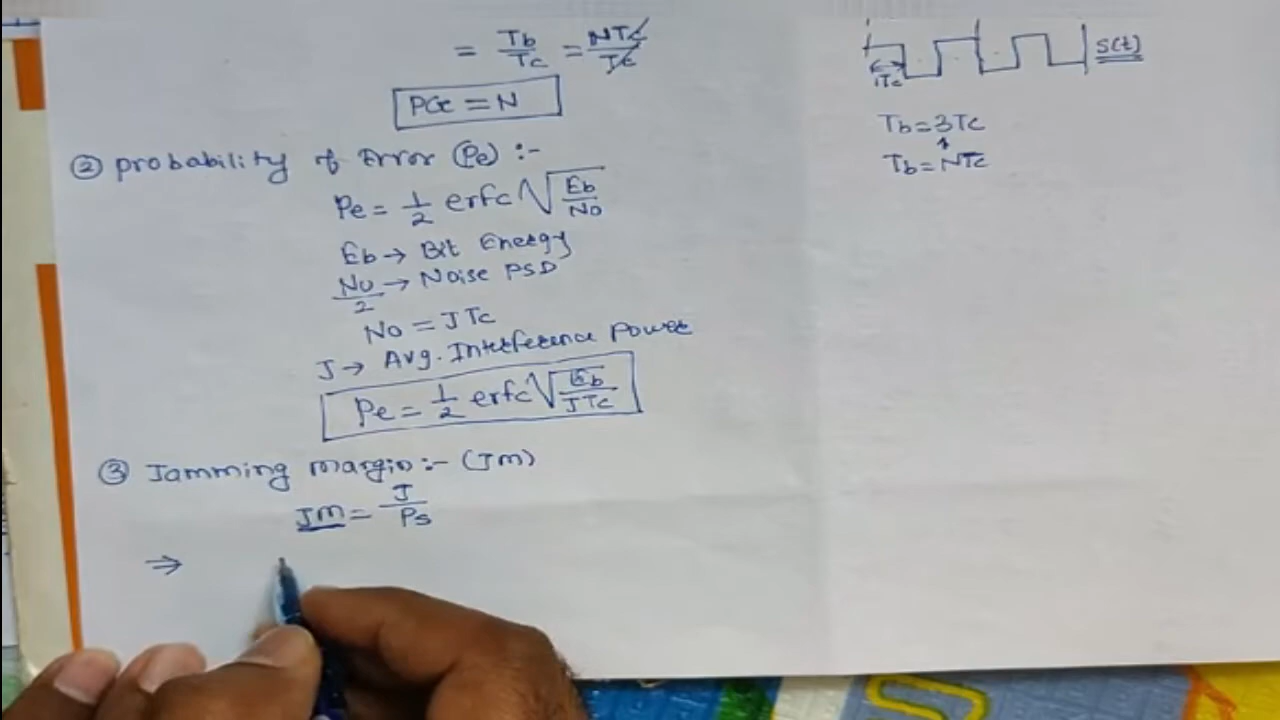 = Tb/Tc = NTc/Tc
PG = N
② probability of Error (Pe) :-
Pe = 1/2 erfc √(Eb/No)
Eb → Bit Energy
No/2 → Noise PSD
No = JTc
J → Avg. Interference Power
Pe = 1/2 erfc √(Eb/JTc)
③ Jamming margin :- (Jm)
Jm = J/Ps
⇒
S(t)
Tc
Tb = 3Tc
Tb = NTc